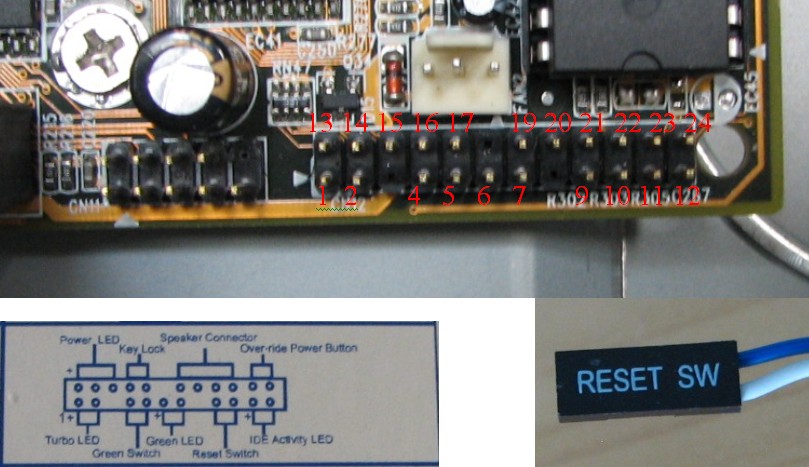 13 14 15 16 17 19 20 21 22 23 24
1 2 4 5 6 7 9 10 11 12
CN11
Power LED
Speaker Connector
Key Lock
Over-ride Power Button
+
1+ + +
Turbo LED
Green LED
IDE Activity LED
Green Switch
Reset Switch
RESET SW